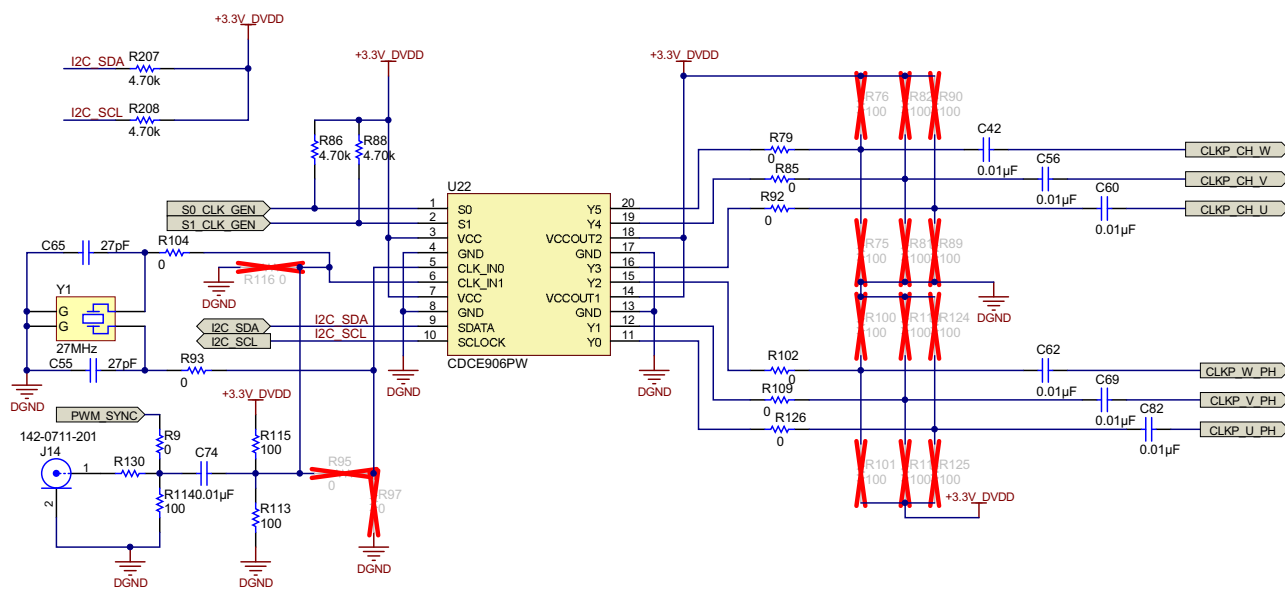 +3.3V_DVDD
I2C_SDA
R207
4.70k
I2C_SCL
R208
4.70k
+3.3V_DVDD
R86
4.70k
R88
4.70k
S0_CLK_GEN
S1_CLK_GEN
C65
27pF
R104
0
R116 0
DGND
Y1
G
G
27MHz
C55
27pF
R93
0
DGND
I2C_SDA
I2C_SCL
I2C_SDA
I2C_SCL
U22
1 S0
2 S1
3 VCC
4 GND
5 CLK_IN0
6 CLK_IN1
7 VCC
8 GND
9 SDATA
10 SCLOCK
Y5 20
Y4 19
VCCOUT2 18
GND 17
Y3 16
Y2 15
VCCOUT1 14
GND 13
Y1 12
Y0 11
CDCE906PW
DGND
DGND
PWM_SYNC
142-0711-201
J14
1
2
R130
R9
0
C74
0.01µF
R114
100
+3.3V_DVDD
R115
100
R113
100
R95
0
R97
0
DGND
DGND
DGND
+3.3V_DVDD
R76
100
R82
100
R90
100
R79
0
R85
0
R92
0
C42
0.01µF
C56
0.01µF
C60
0.01µF
CLKP_CH_W
CLKP_CH_V
CLKP_CH_U
R75
100
100
R89
100
DGND
R100
100
100
R124
100
R102
0
R109
0
R126
0
C62
0.01µF
C69
0.01µF
C82
0.01µF
CLKP_W_PH
CLKP_V_PH
CLKP_U_PH
R101
100
100
R125
100
+3.3V_DVDD